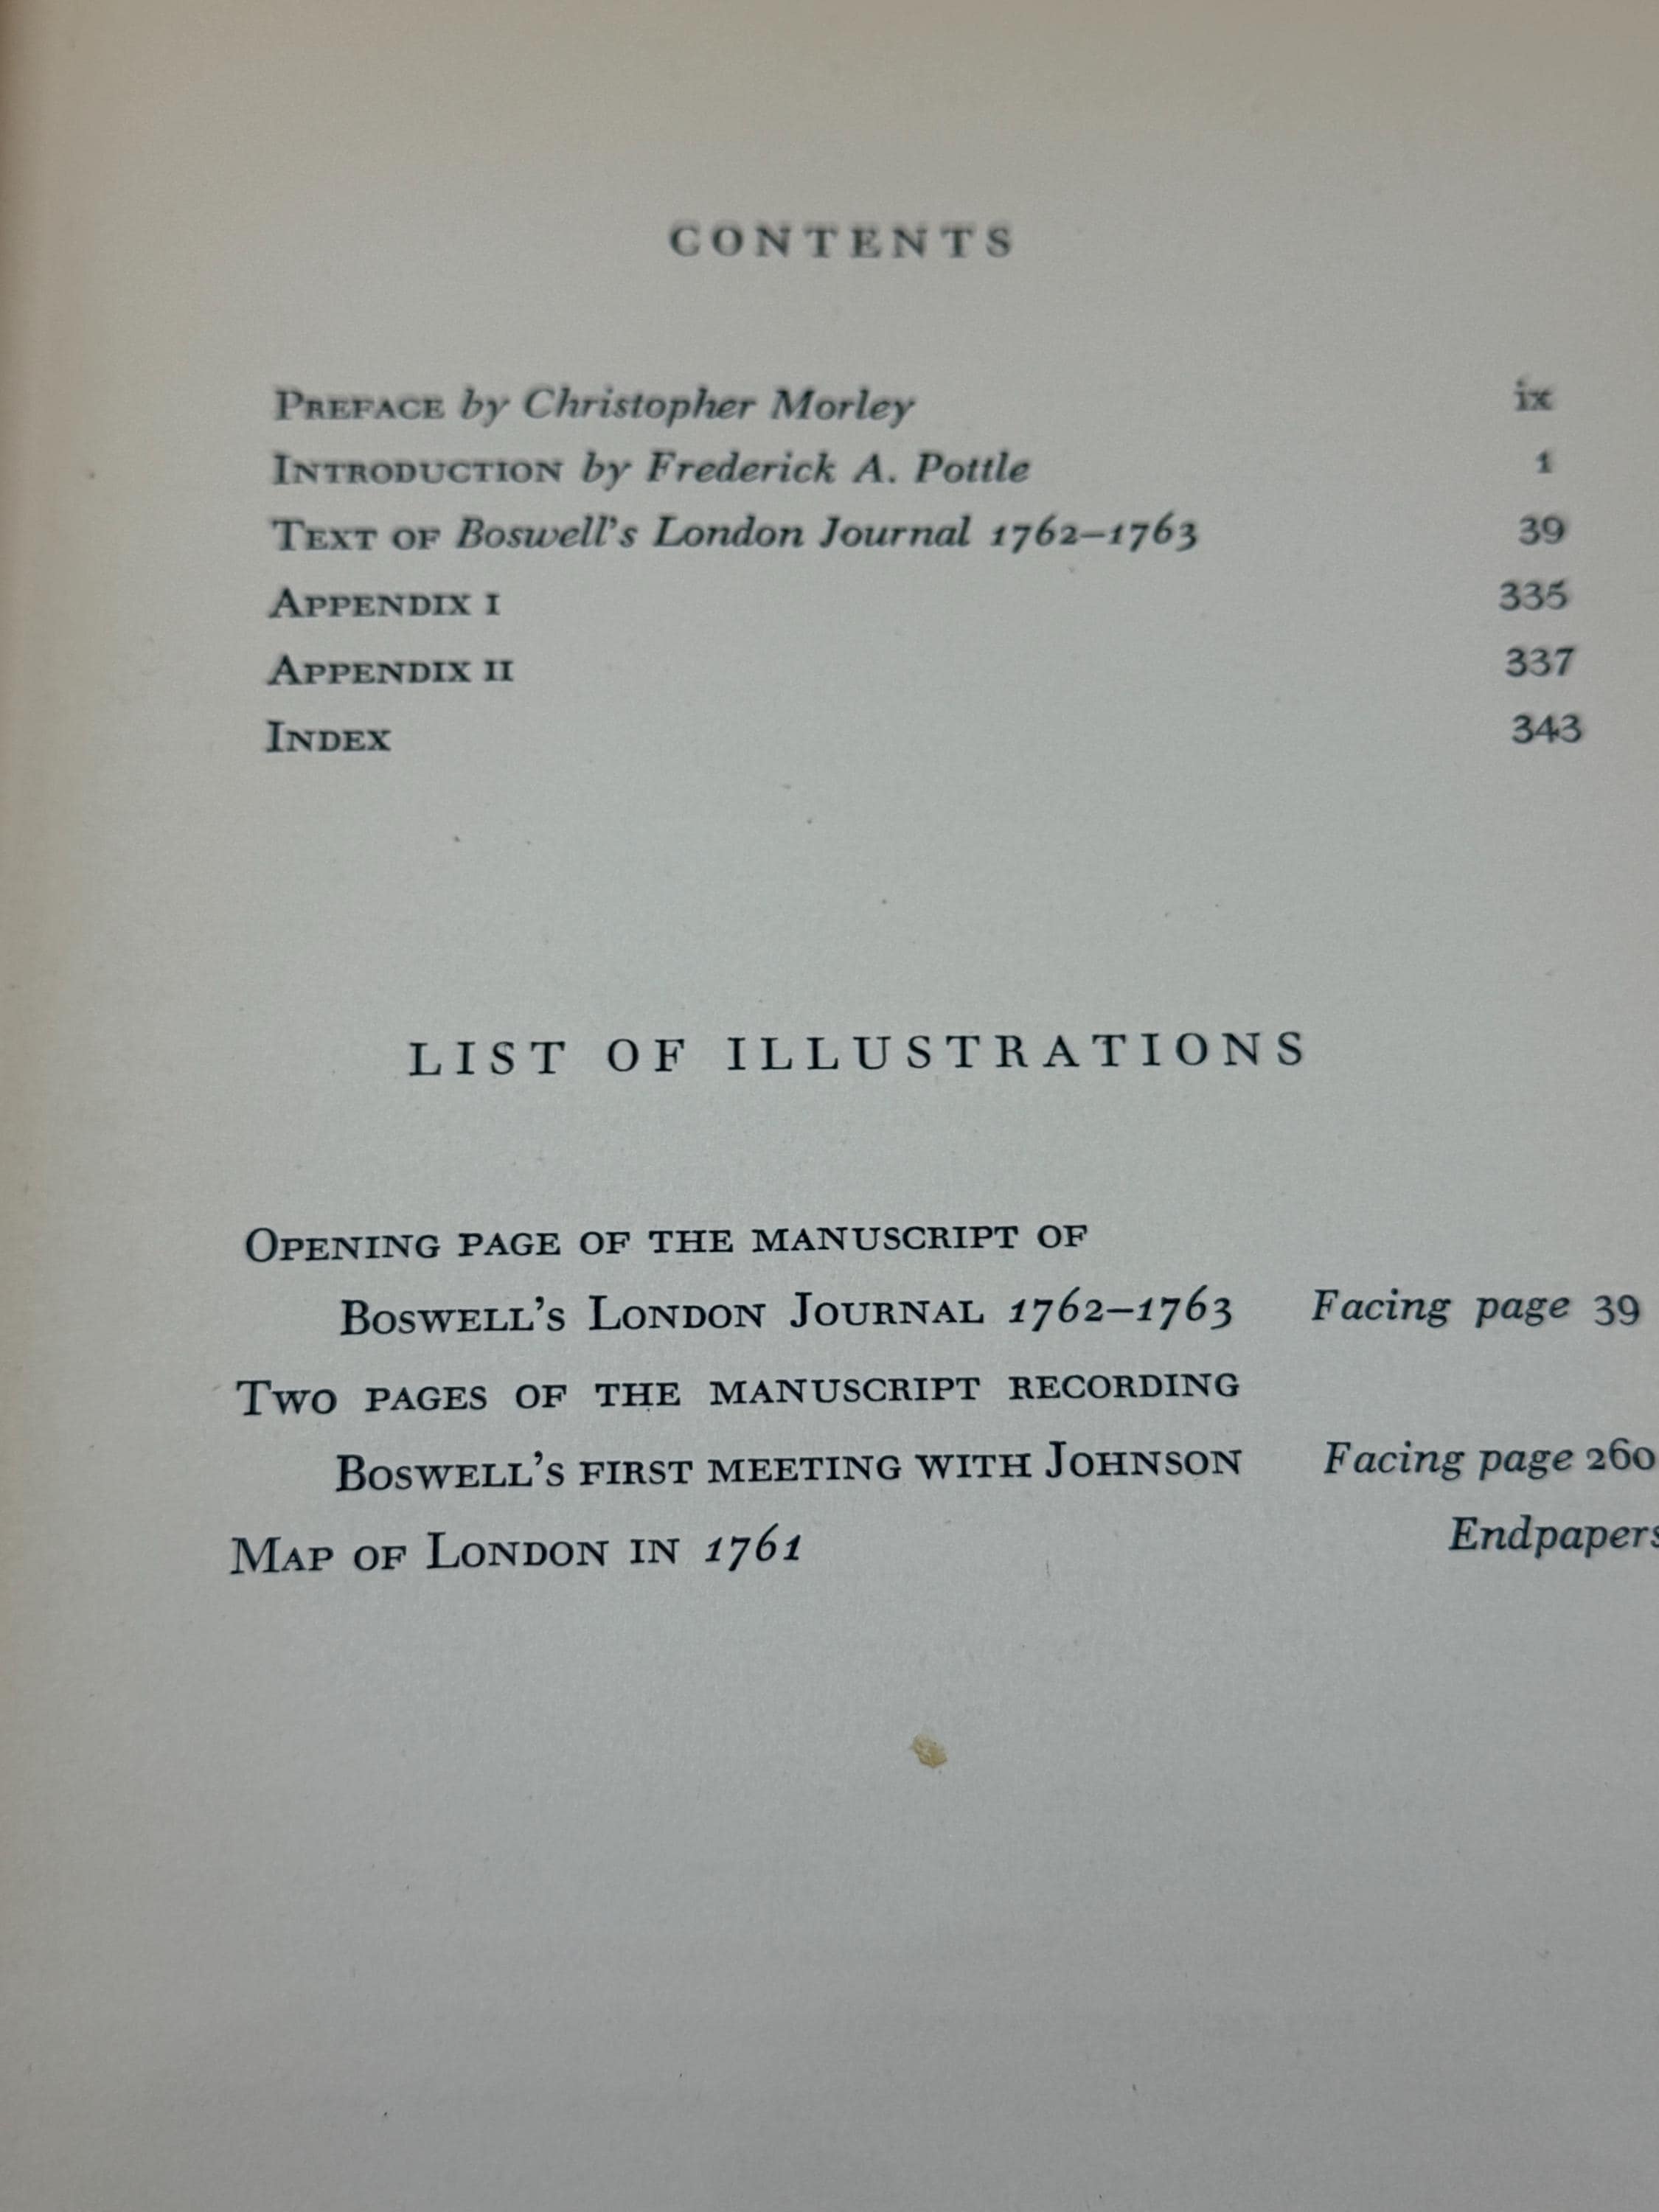 CONTENTS
PREFACE by Christopher Morley ix
INTRODUCTION by Frederick A. Pottle 1
TEXT OF Boswell's London Journal 1762–1763 39
APPENDIX I 335
APPENDIX II 337
INDEX 343
LIST OF ILLUSTRATIONS
OPENING PAGE OF THE MANUSCRIPT OF
BOSWELL'S LONDON JOURNAL 1762–1763 Facing page 39
TWO PAGES OF THE MANUSCRIPT RECORDING
BOSWELL'S FIRST MEETING WITH JOHNSON Facing page 260
MAP OF LONDON IN 1761 Endpapers